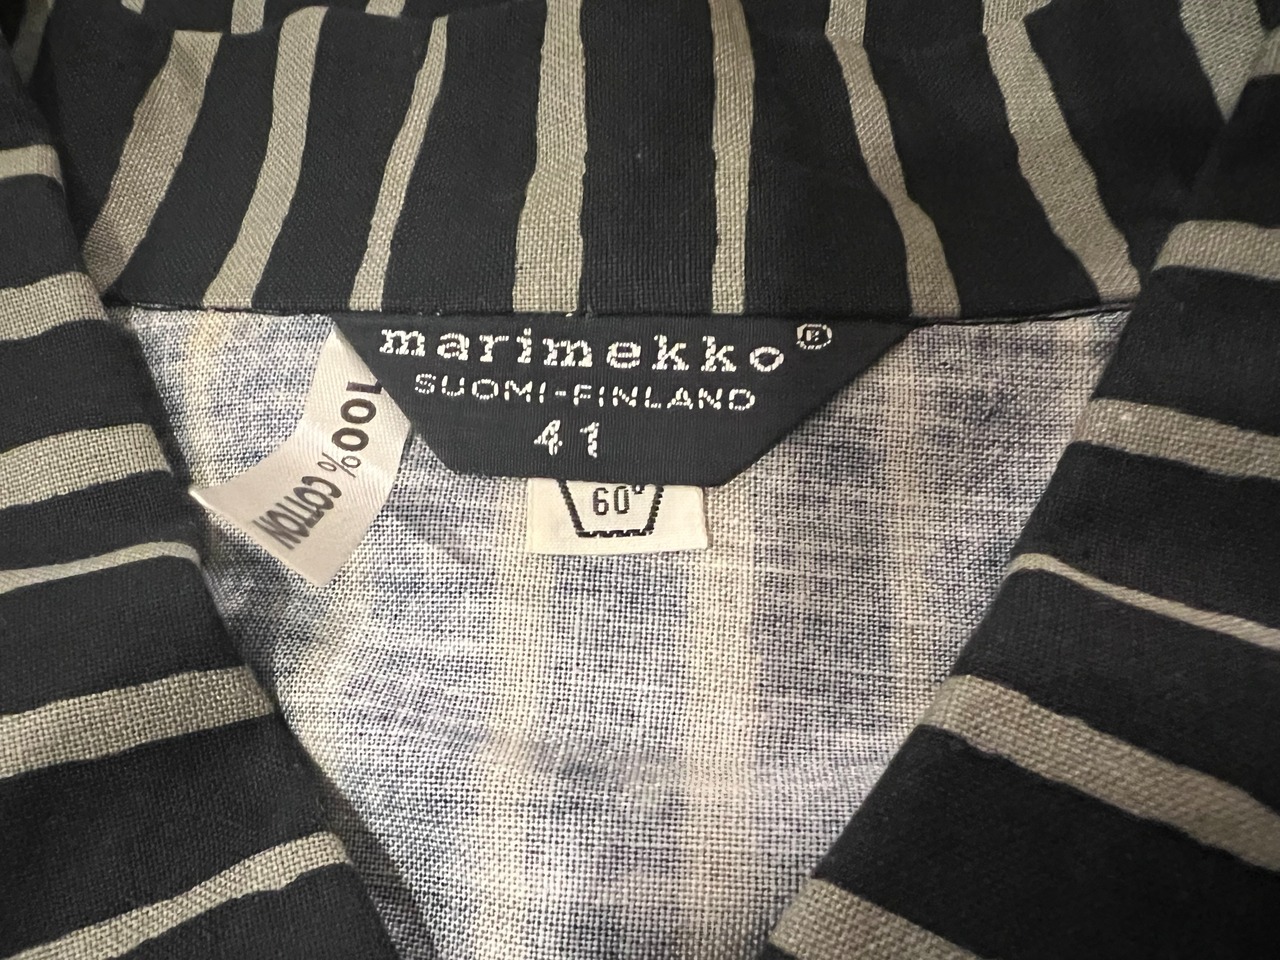 marimekko®
SUOMI-FINLAND
41
60°
100% COTTON